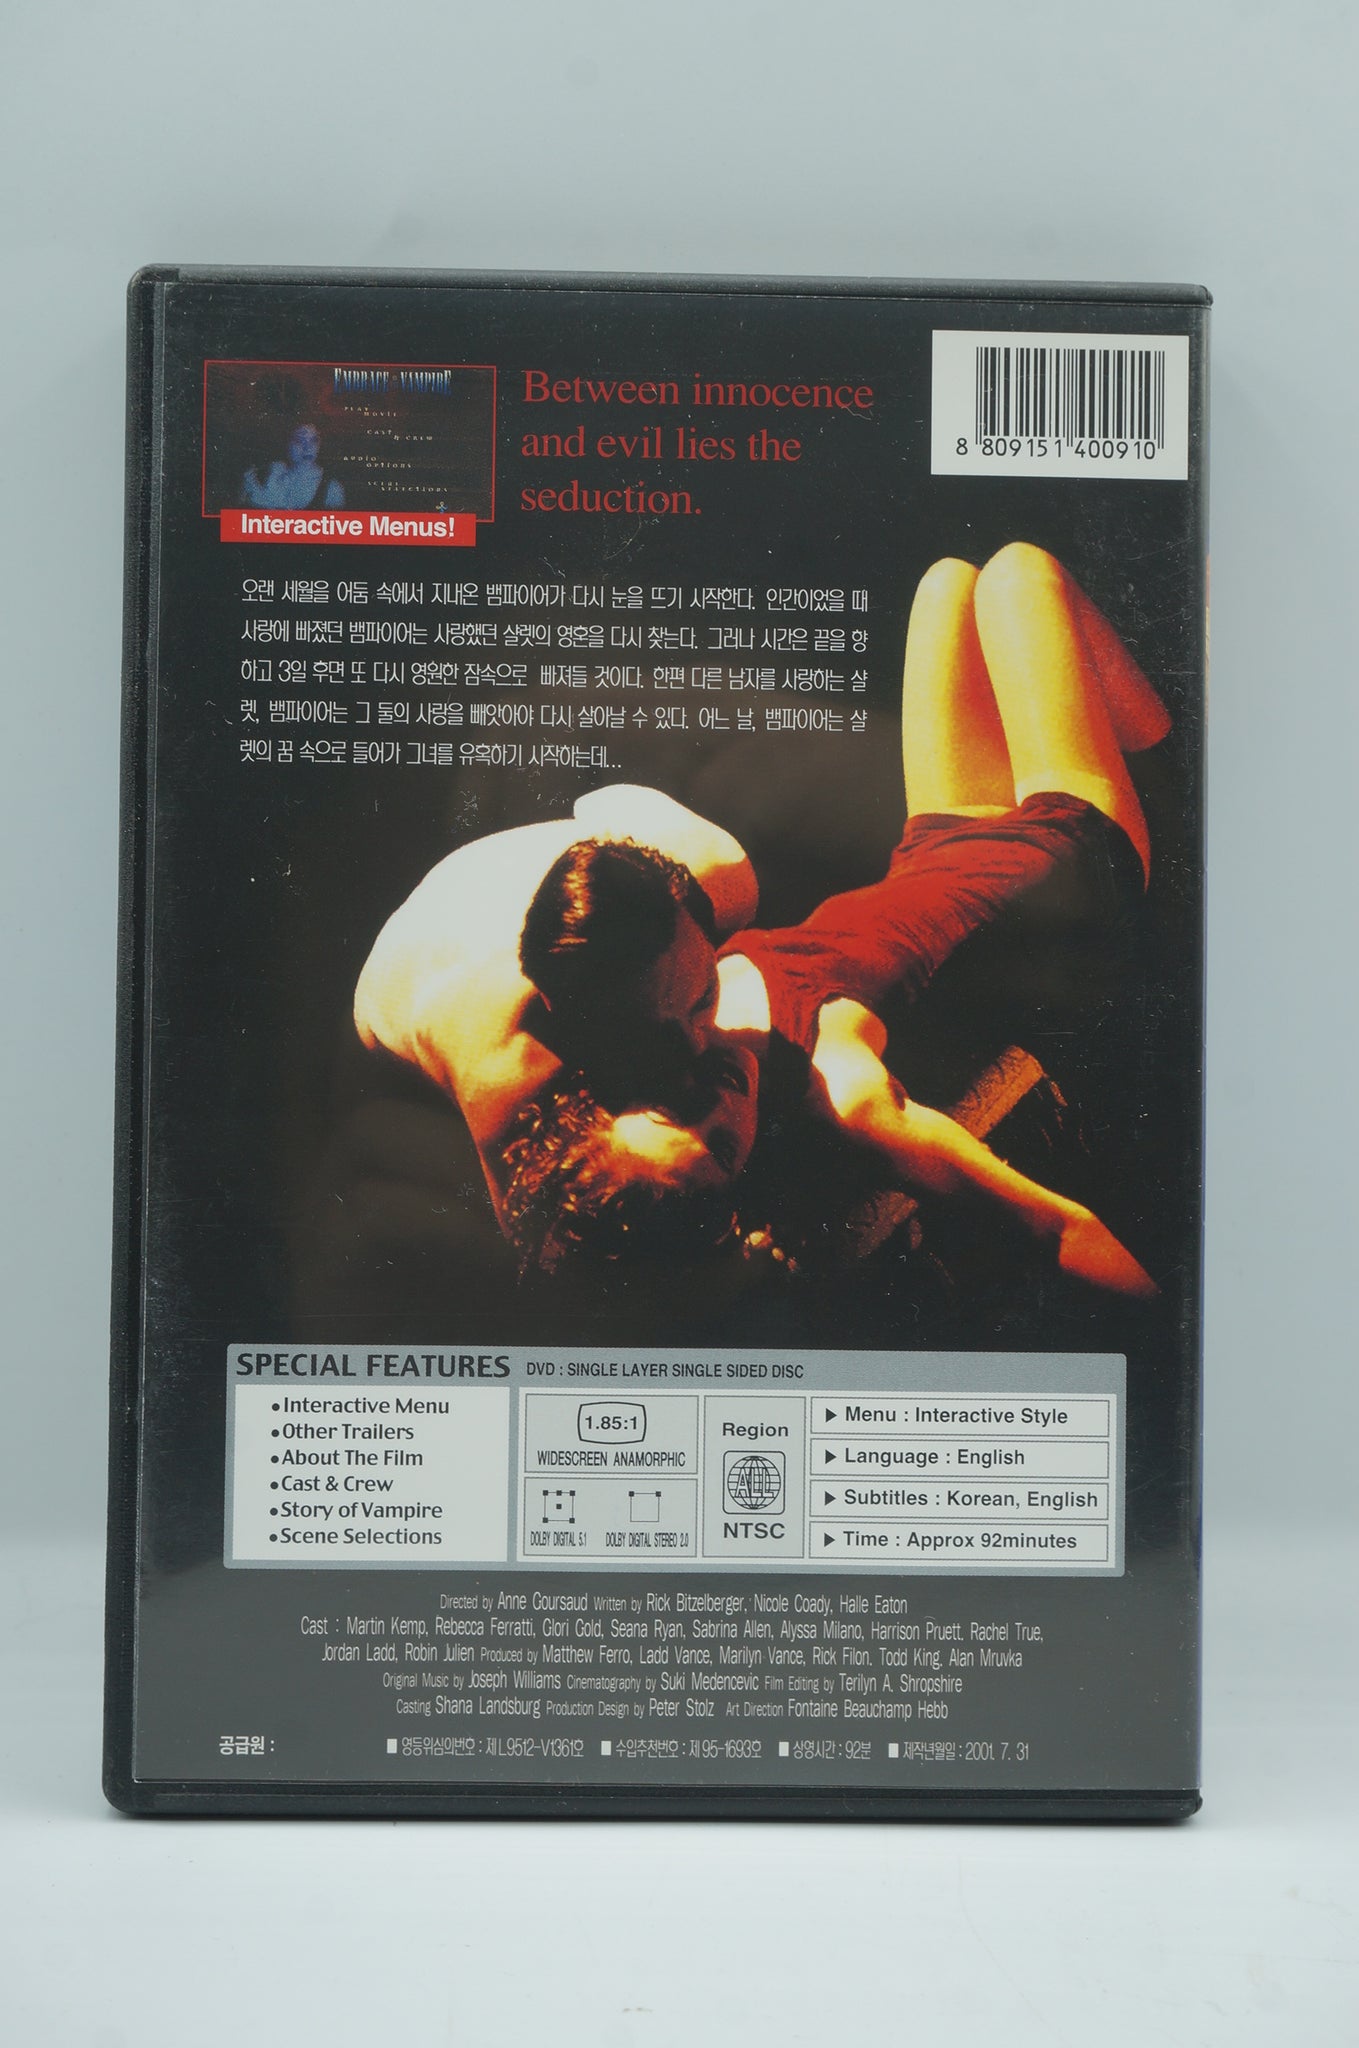 EMBRACE OF VAMPIRE
PLAY
MOVIE
CAST
& CREW
AUDIO
OPTIONS
SCENE
SELECTIONS
Interactive Menus!
Between innocence
and evil lies the
seduction.
8 809151 400910
오랜 세월을 어둠 속에서 지내온 뱀파이어가 다시 눈을 뜨기 시작한다. 인간이었을 때
사랑에 빠졌던 뱀파이어는 사랑했던 샬렛의 영혼을 다시 찾는다. 그러나 시간은 끝을 향
하고 3일 후면 또 다시 영원한 잠속으로 빠져들 것이다. 한편 다른 남자를 사랑하는 샬
렛, 뱀파이어는 그 둘의 사랑을 빼앗아야 다시 살아날 수 있다. 어느 날, 뱀파이어는 샬
렛의 꿈 속으로 들어가 그녀를 유혹하기 시작하는데...
SPECIAL FEATURES DVD : SINGLE LAYER SINGLE SIDED DISC
•Interactive Menu
•Other Trailers
•About The Film
•Cast & Crew
•Story of Vampire
•Scene Selections
1.85:1
WIDESCREEN ANAMORPHIC
DOLBY DIGITAL 5.1 DOLBY DIGITAL STEREO 2.0
Region
ALL
NTSC
▶ Menu : Interactive Style
▶ Language : English
▶ Subtitles : Korean, English
▶ Time : Approx 92minutes
Directed by Anne Goursaud Written by Rick Bitzelberger, Nicole Coady, Halle Eaton
Cast : Martin Kemp, Rebecca Ferratti, Glori Gold, Seana Ryan, Sabrina Allen, Alyssa Milano, Harrison Pruett, Rachel True,
Jordan Ladd, Robin Julien Produced by Matthew Ferro, Ladd Vance, Marilyn Vance, Rick Filon, Todd King, Alan Mruvka
Original Music by Joseph Williams Cinematography by Suki Medencevic Film Editing by Terilyn A. Shropshire
Casting Shana Landsburg Production Design by Peter Stolz Art Direction Fontaine Beauchamp Hebb
공급원 : ■ 영등위심의번호 : 제 L9512-V1361호 ■ 수입추천번호 : 제 95-1693호 ■ 상영시간 : 92분 ■ 제작년월일 : 2001. 7. 31